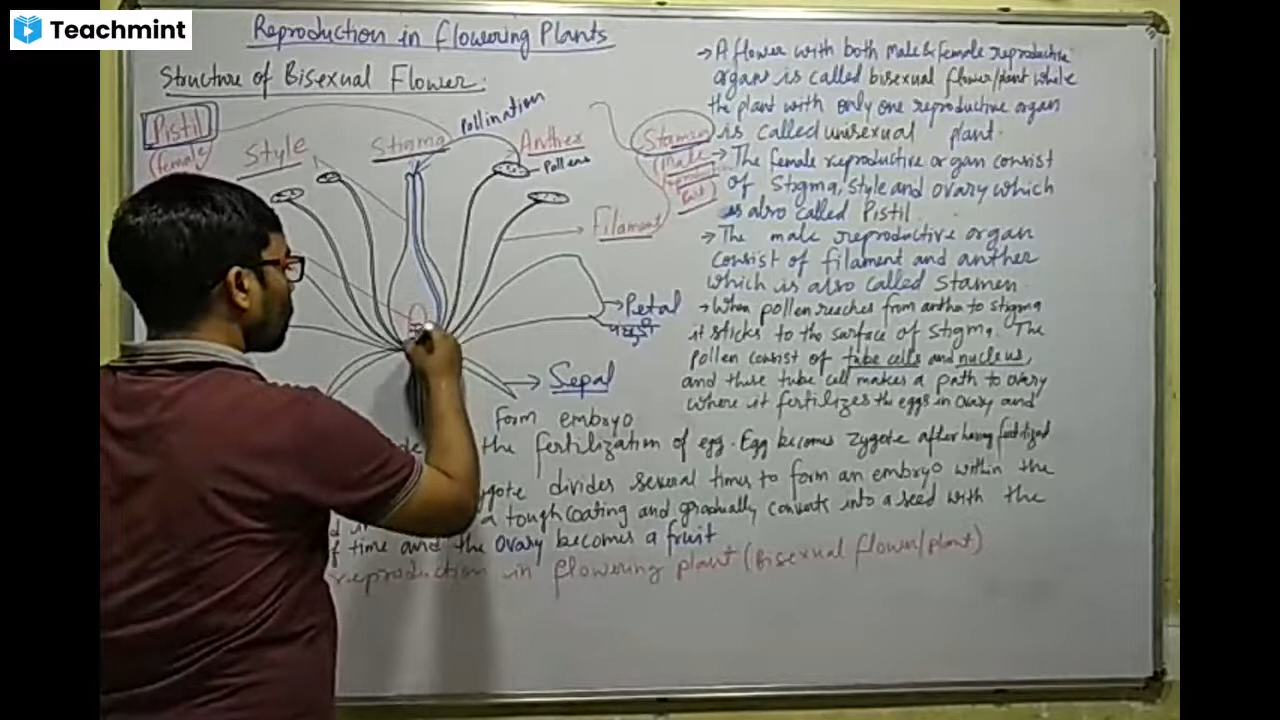 Teachmint
Reproduction in Flowering Plants
Structure of Bisexual Flower:
Pistil
(female
Style
Stigma
Pollination
Anther
Pollens
Stamen
(male
reproduction
Part
Filament
Petal
Sepal
→ A flower with both male & female reproductive
organs is called bisexual flower/plant while
the plant with only one reproductive organ
is called unisexual plant.
→ The female reproductive organ consist
of Stigma, style and ovary which
is also called Pistil.
→ The male reproductive organ
consist of filament and anther
which is also called Stamen.
→ When pollen reaches from anther to stigma
it sticks to the surface of stigma. The
pollen consist of tube cells and nucleus,
and these tube cell makes a path to ovary
where it fertilizes the eggs in ovary and
form embryo
the fertilization of egg. Egg becomes zygote after having fertilized
divides several times to form an embryo within the
a tough coating and gradually converts into a seed with the
time and the ovary becomes a fruit
reproduction in flowering plant (Bisexual flower/plant)